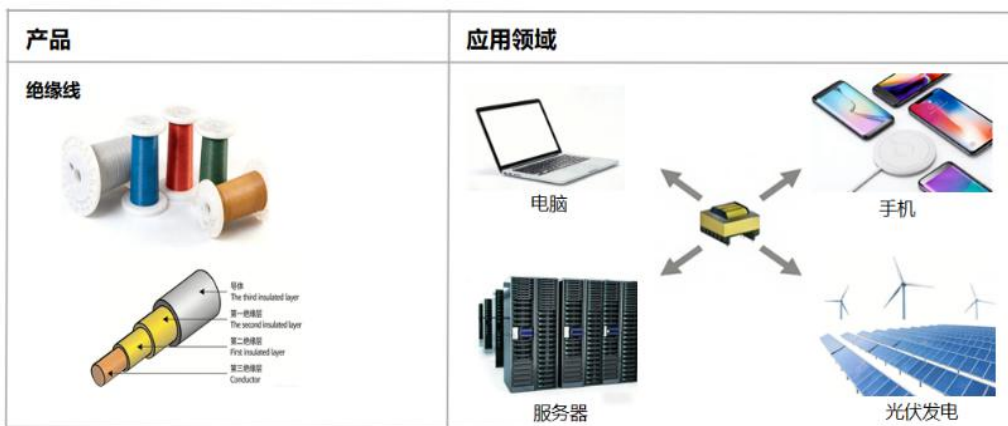 产品
应用领域
绝缘线
电脑
手机
导体
The third insulated layer
第一绝缘层
The second insulated layer
第二绝缘层
First insulated layer
第三绝缘层
Conductor
服务器
光伏发电